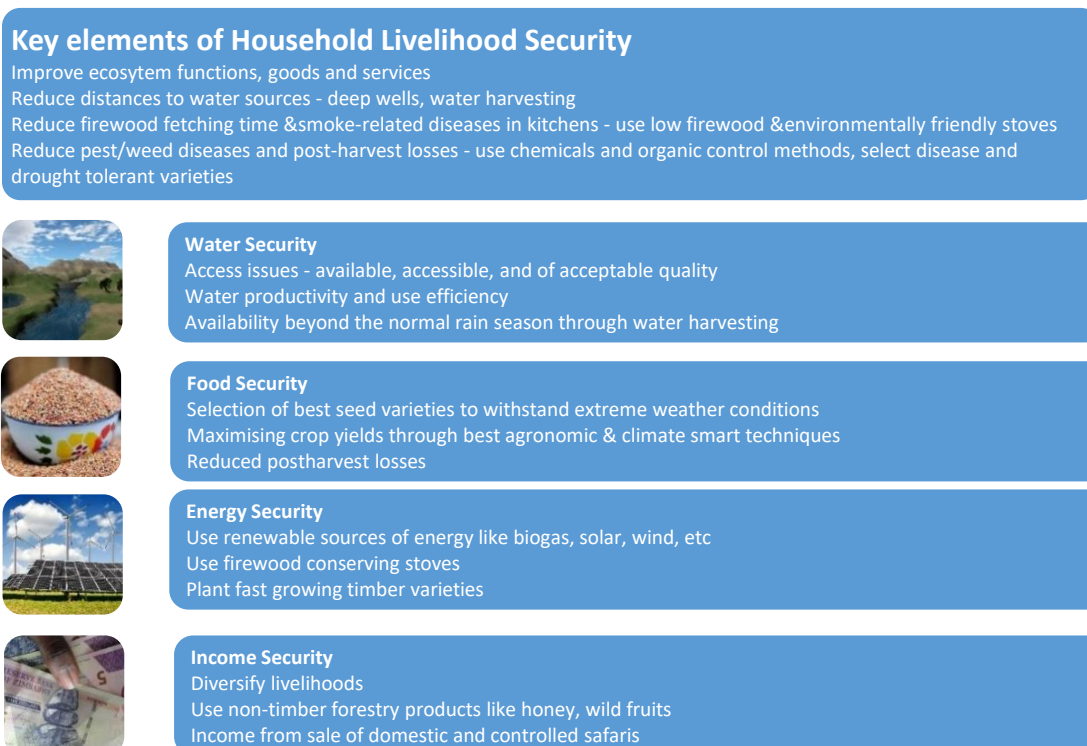 Key elements of Household Livelihood Security
Improve ecosytem functions, goods and services
Reduce distances to water sources - deep wells, water harvesting
Reduce firewood fetching time &smoke-related diseases in kitchens - use low firewood &environmentally friendly stoves
Reduce pest/weed diseases and post-harvest losses - use chemicals and organic control methods, select disease and
drought tolerant varieties
Water Security
Access issues - available, accessible, and of acceptable quality
Water productivity and use efficiency
Availability beyond the normal rain season through water harvesting
Food Security
Selection of best seed varieties to withstand extreme weather conditions
Maximising crop yields through best agronomic & climate smart techniques
Reduced postharvest losses
Energy Security
Use renewable sources of energy like biogas, solar, wind, etc
Use firewood conserving stoves
Plant fast growing timber varieties
Income Security
Diversify livelihoods
Use non-timber forestry products like honey, wild fruits
Income from sale of domestic and controlled safaris
5